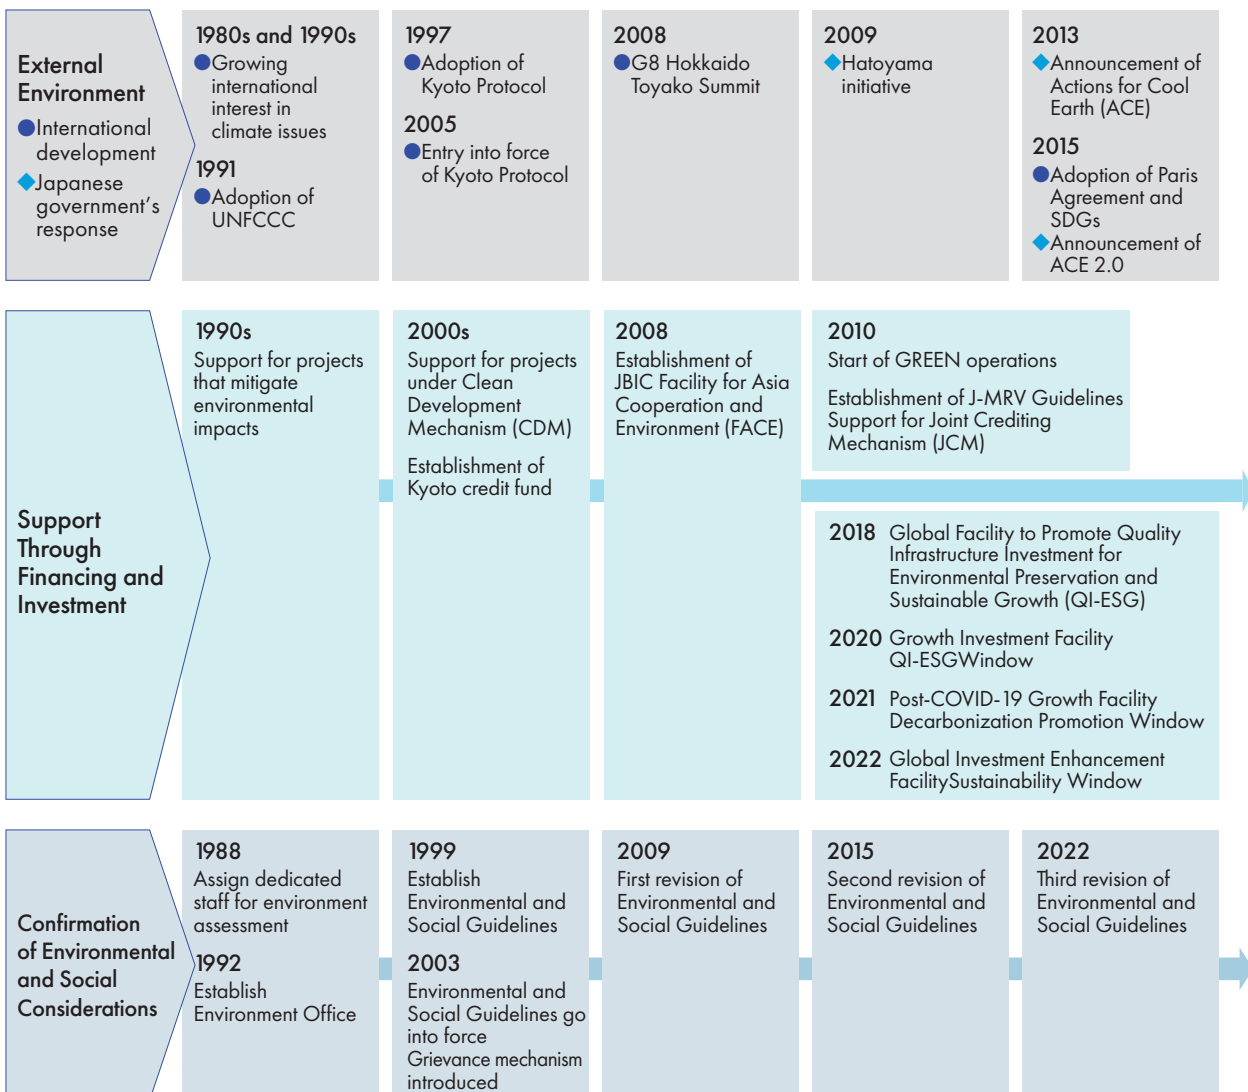 External
Environment
International
development
Japanese
government's
response
1980s and 1990s
Growing
international
interest in
climate issues
1991
Adoption of
UNFCCC
1997
Adoption of
Kyoto Protocol
2005
Entry into force
of Kyoto Protocol
2008
G8 Hokkaido
Toyako Summit
2009
Hatoyama
initiative
2013
Announcement of
Actions for Cool
Earth (ACE)
2015
Adoption of Paris
Agreement and
SDGs
Announcement of
ACE 2.0
Support
Through
Financing and
Investment
1990s
Support for projects
that mitigate
environmental
impacts
2000s
Support for projects
under Clean
Development
Mechanism (CDM)
Establishment of
Kyoto credit fund
2008
Establishment of
JBIC Facility for Asia
Cooperation and
Environment (FACE)
2010
Start of GREEN operations
Establishment of J-MRV Guidelines
Support for Joint Crediting
Mechanism (JCM)
2018 Global Facility to Promote Quality
Infrastructure Investment for
Environmental Preservation and
Sustainable Growth (QI-ESG)
2020 Growth Investment Facility
QI-ESGWindow
2021 Post-COVID-19 Growth Facility
Decarbonization Promotion Window
2022 Global Investment Enhancement
FacilitySustainability Window
Confirmation
of Environmental
and Social
Considerations
1988
Assign dedicated
staff for environment
assessment
1992
Establish
Environment Office
1999
Establish
Environmental and
Social Guidelines
2003
Environmental and
Social Guidelines go
into force
Grievance mechanism
introduced
2009
First revision of
Environmental and
Social Guidelines
2015
Second revision of
Environmental and
Social Guidelines
2022
Third revision of
Environmental and
Social Guidelines